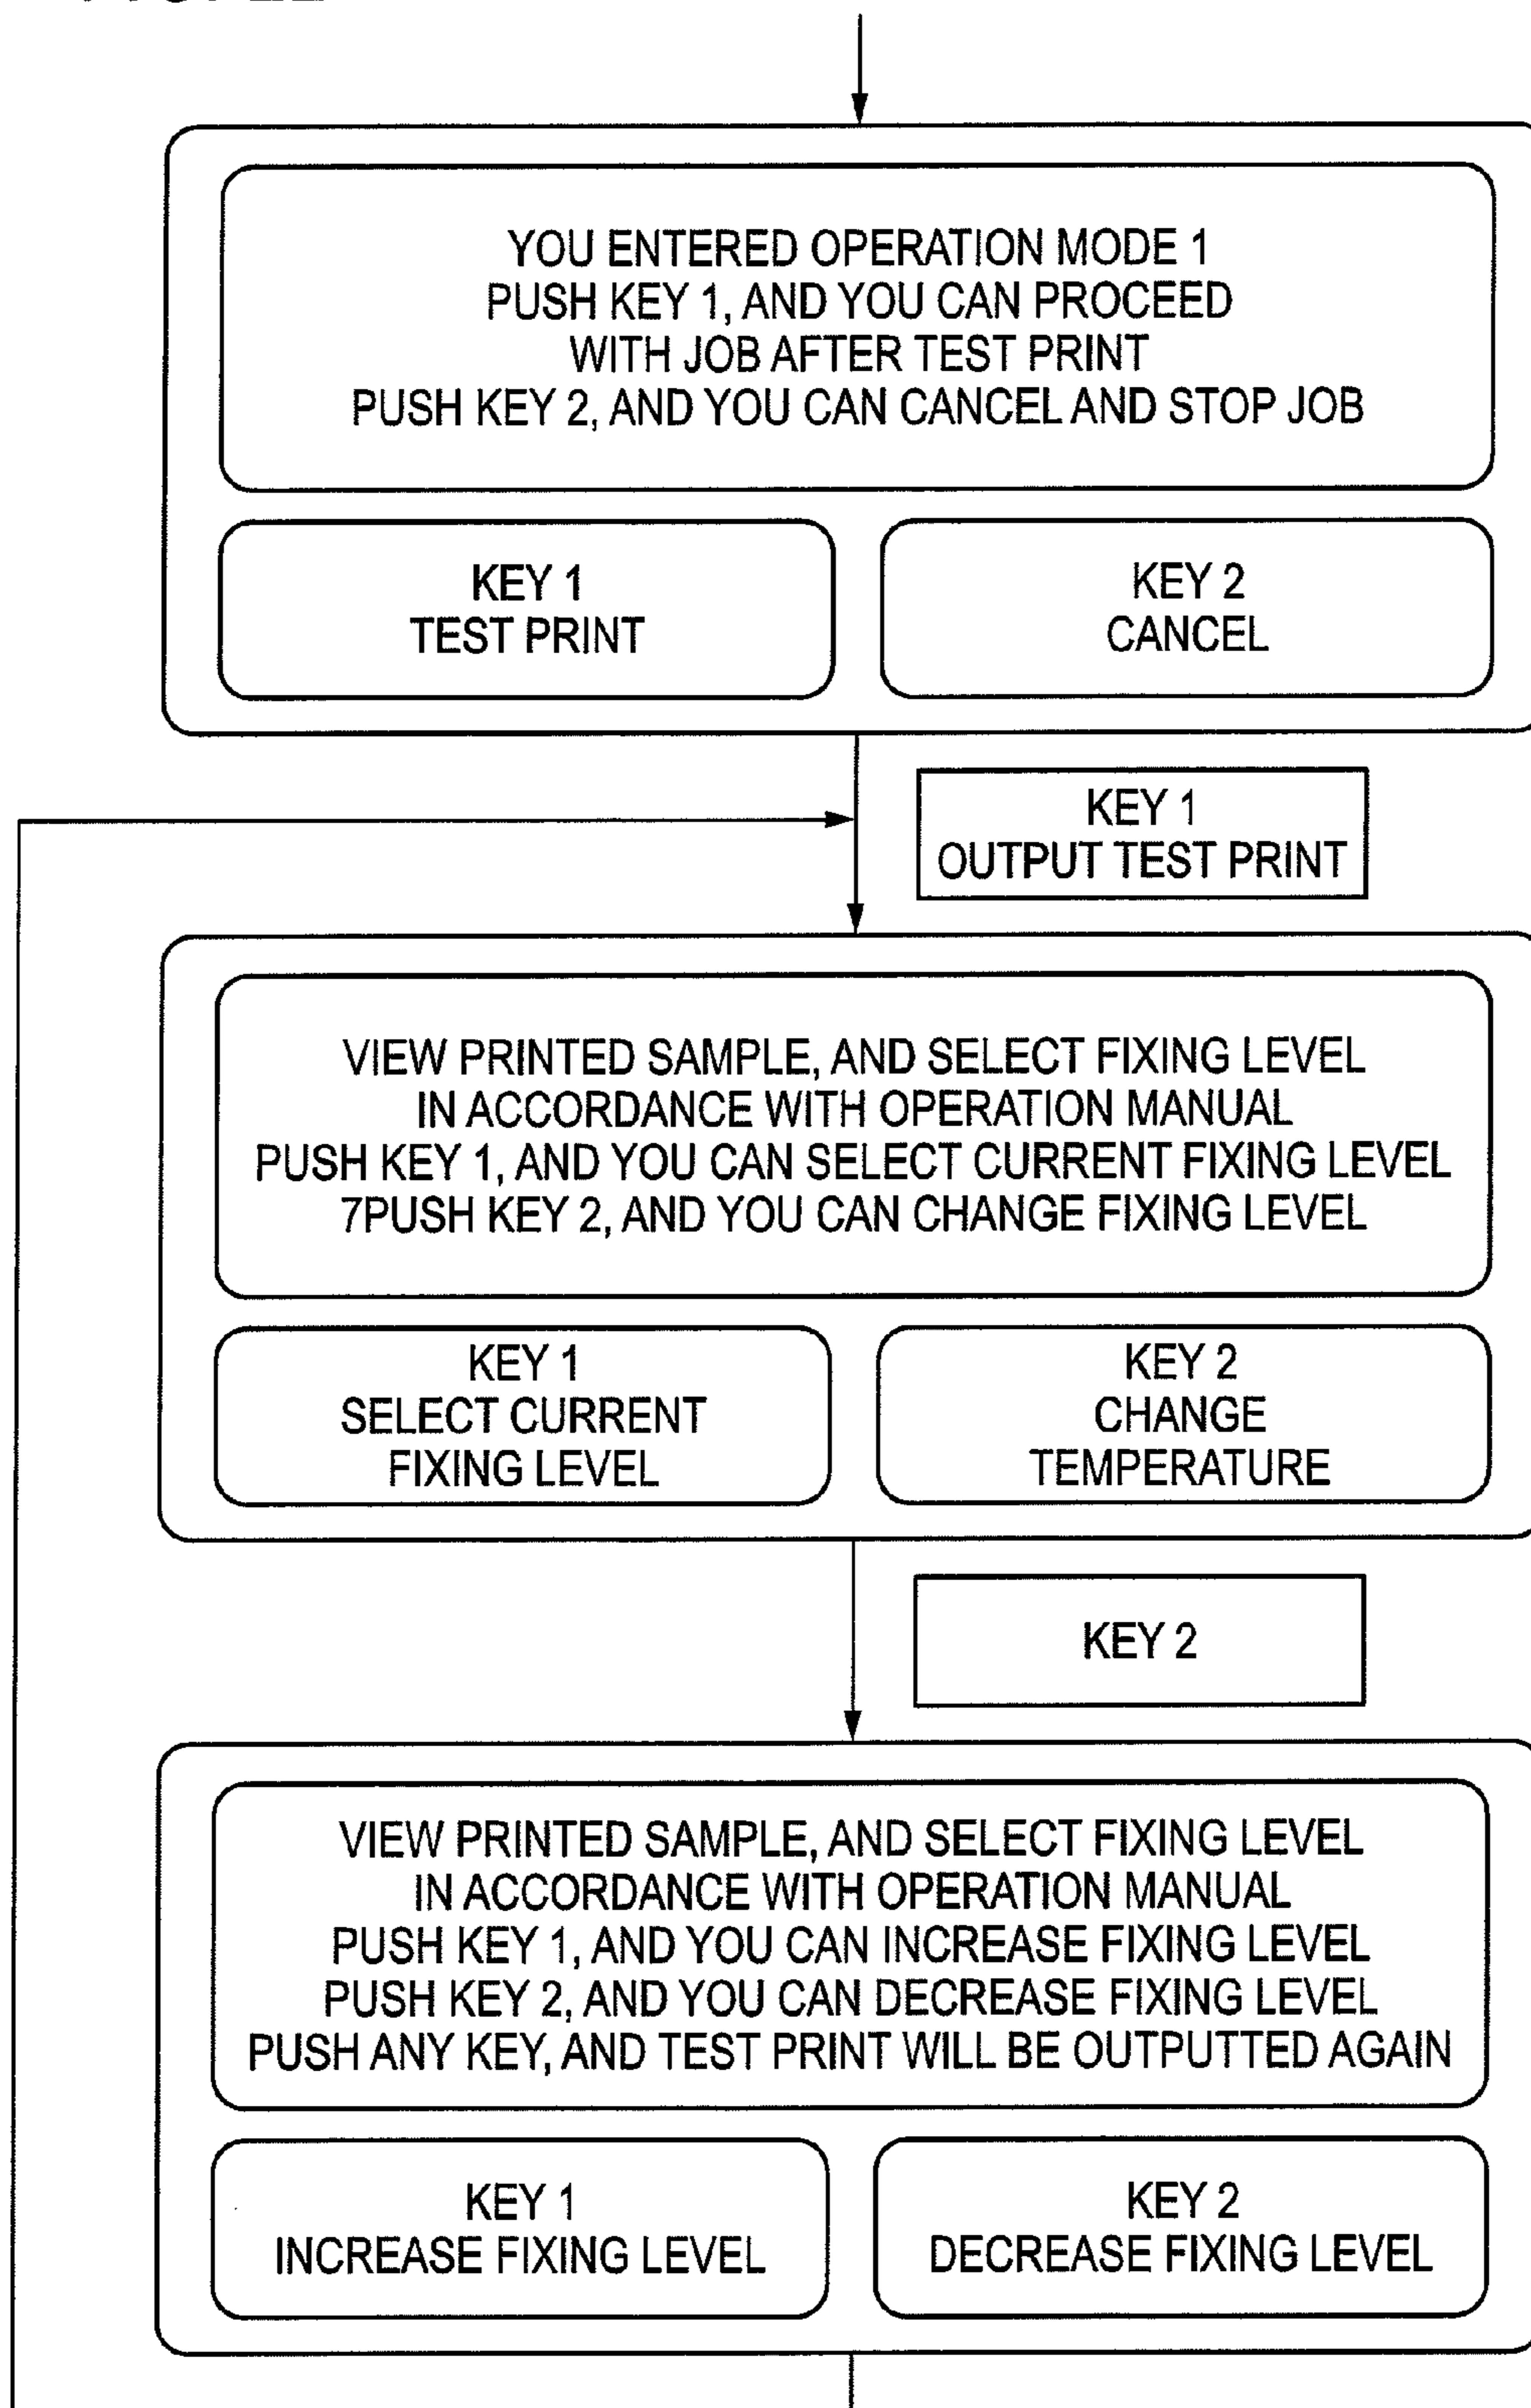 YOU ENTERED OPERATION MODE 1
PUSH KEY 1, AND YOU CAN PROCEED
WITH JOB AFTER TEST PRINT
PUSH KEY 2, AND YOU CAN CANCEL AND STOP JOB
KEY 1
TEST PRINT
KEY 2
CANCEL
KEY 1
OUTPUT TEST PRINT
VIEW PRINTED SAMPLE, AND SELECT FIXING LEVEL
IN ACCORDANCE WITH OPERATION MANUAL
PUSH KEY 1, AND YOU CAN SELECT CURRENT FIXING LEVEL
7PUSH KEY 2, AND YOU CAN CHANGE FIXING LEVEL
KEY 1
SELECT CURRENT
FIXING LEVEL
KEY 2
CHANGE
TEMPERATURE
KEY 2
VIEW PRINTED SAMPLE, AND SELECT FIXING LEVEL
IN ACCORDANCE WITH OPERATION MANUAL
PUSH KEY 1, AND YOU CAN INCREASE FIXING LEVEL
PUSH KEY 2, AND YOU CAN DECREASE FIXING LEVEL
PUSH ANY KEY, AND TEST PRINT WILL BE OUTPUTTED AGAIN
KEY 1
INCREASE FIXING LEVEL
KEY 2
DECREASE FIXING LEVEL